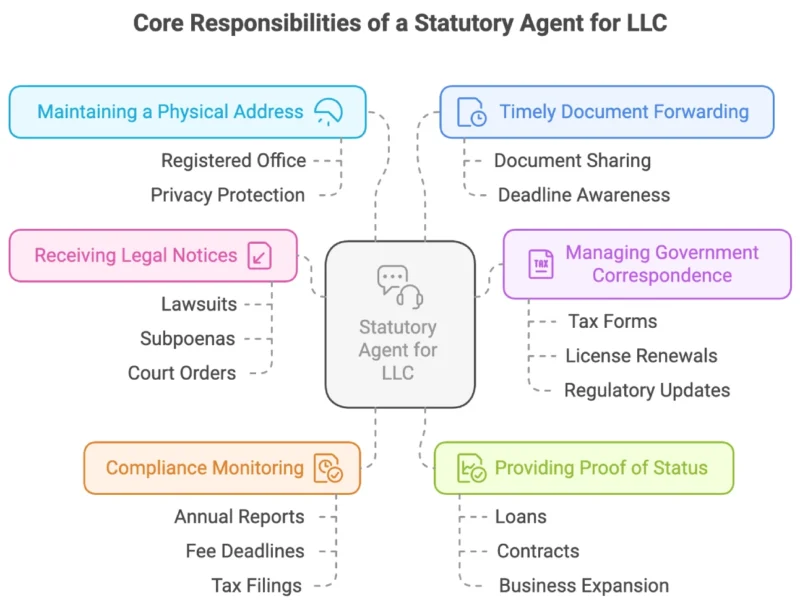 Core Responsibilities of a Statutory Agent for LLC
Maintaining a Physical Address
Registered Office
Privacy Protection
Timely Document Forwarding
Document Sharing
Deadline Awareness
Receiving Legal Notices
Lawsuits
Subpoenas
Court Orders
Statutory
Agent for
LLC
TAX
Managing Government
Correspondence
Tax Forms
License Renewals
Regulatory Updates
Compliance Monitoring
Annual Reports
Fee Deadlines
Tax Filings
Providing Proof of Status
Loans
Contracts
Business Expansion